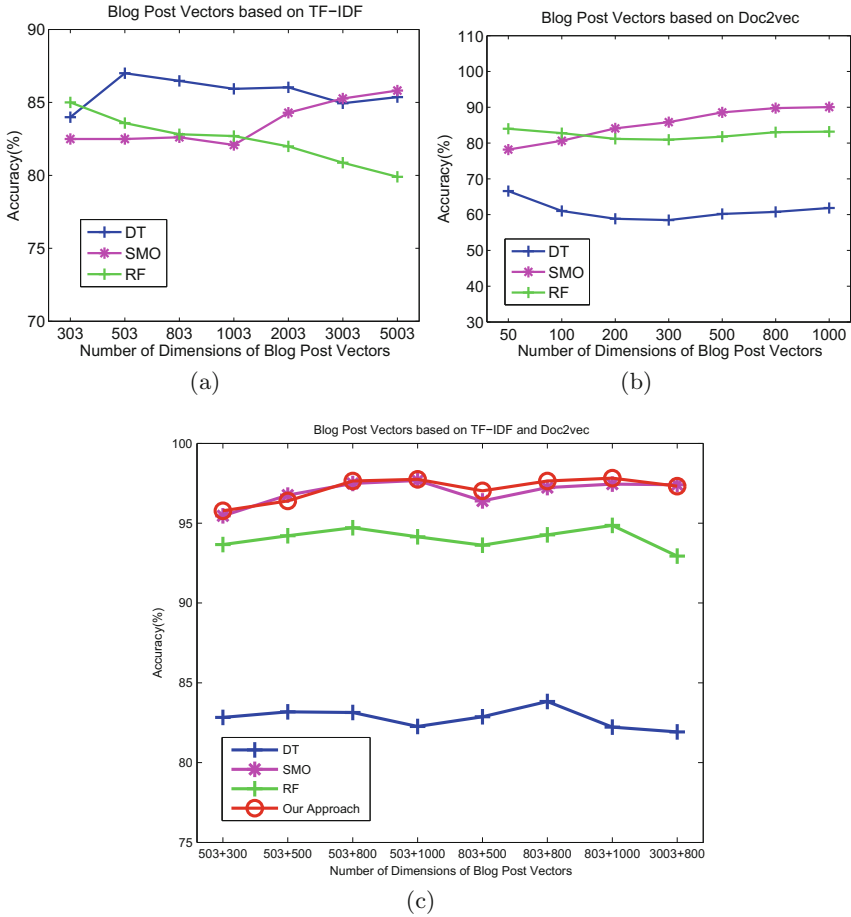 Blog Post Vectors based on TF-IDF
90
85
80
75
70
Accuracy(%)
DT
SMO
RF
303 503 803 1003 2003 3003 5003
Number of Dimensions of Blog Post Vectors
(a)
Blog Post Vectors based on Doc2vec
110
100
90
80
70
60
50
40
30
Accuracy(%)
DT
SMO
RF
50 100 200 300 500 800 1000
Number of Dimensions of Blog Post Vectors
(b)
Blog Post Vectors based on TF-IDF and Doc2vec
100
95
90
85
80
75
Accuracy(%)
DT
SMO
RF
Our Approach
503+300 503+500 503+800 503+1000 803+500 803+800 803+1000 3003+800
Number of Dimensions of Blog Post Vectors
(c)